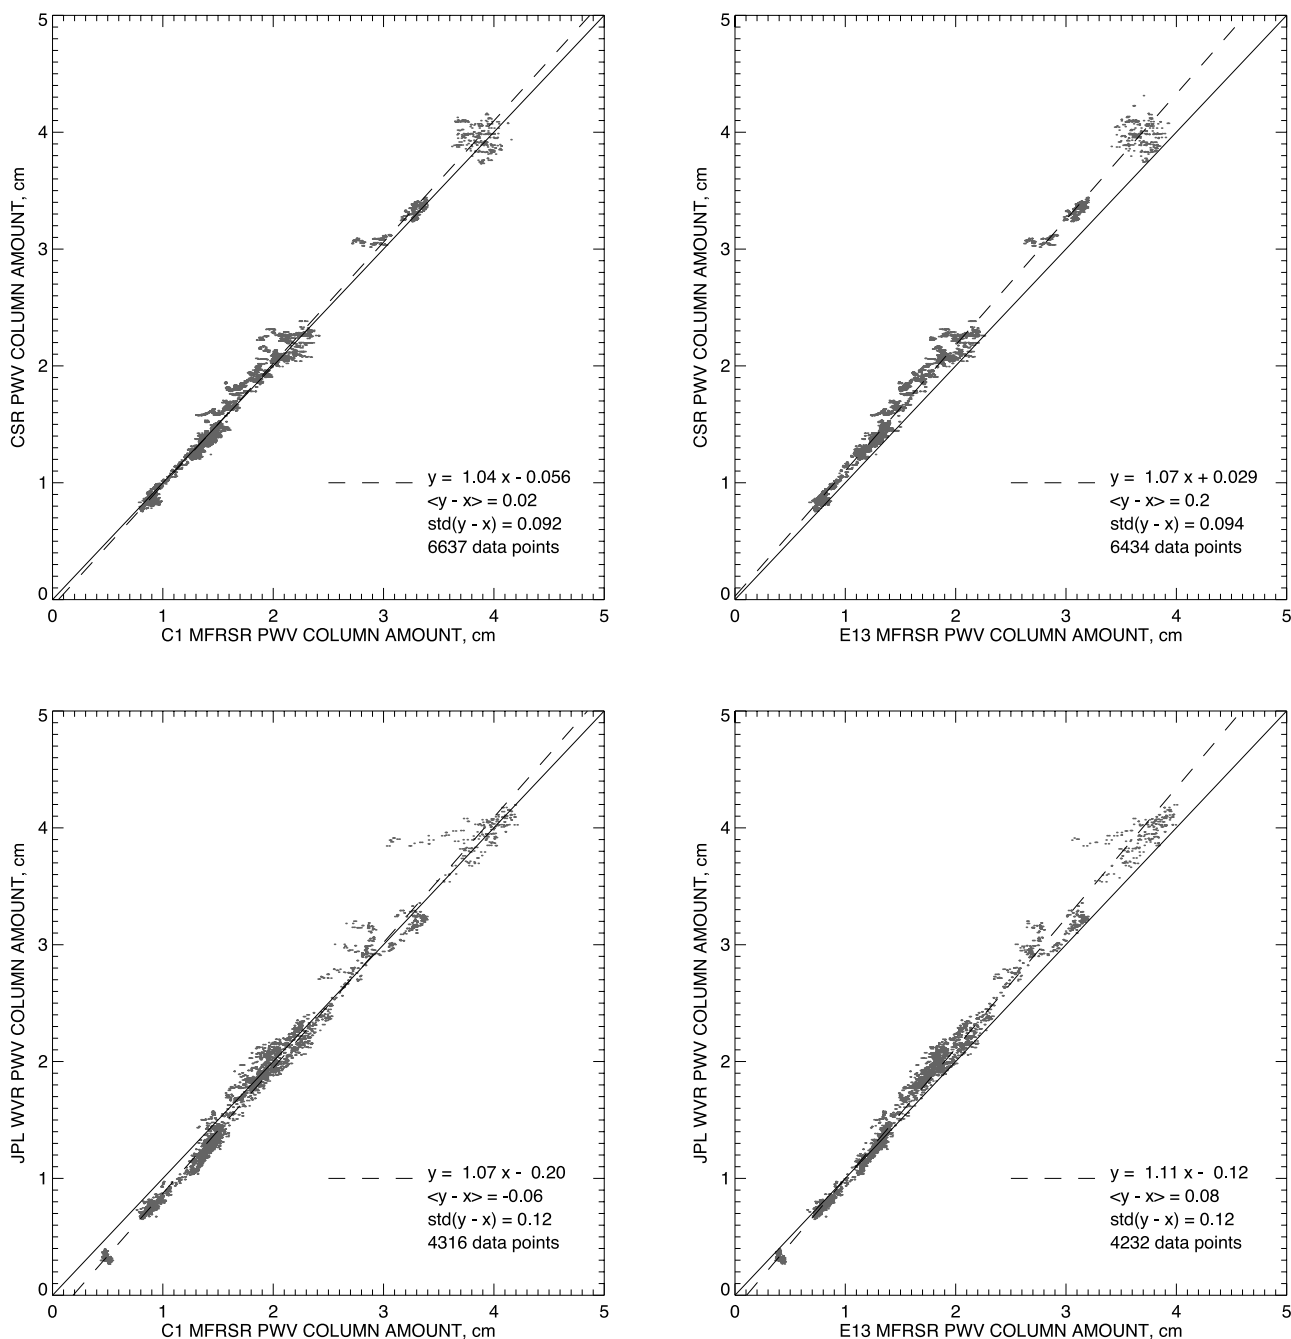 5
4
3
2
1
0
CSR PWV COLUMN AMOUNT, cm
y = 1.04 x - 0.056
<y - x> = 0.02
std(y - x) = 0.092
6637 data points
0 1 2 3 4 5
C1 MFRSR PWV COLUMN AMOUNT, cm
5
4
3
2
1
0
CSR PWV COLUMN AMOUNT, cm
y = 1.07 x + 0.029
<y - x> = 0.2
std(y - x) = 0.094
6434 data points
0 1 2 3 4 5
E13 MFRSR PWV COLUMN AMOUNT, cm
5
4
3
2
1
0
JPL WVR PWV COLUMN AMOUNT, cm
y = 1.07 x - 0.20
<y - x> = -0.06
std(y - x) = 0.12
4316 data points
0 1 2 3 4 5
C1 MFRSR PWV COLUMN AMOUNT, cm
5
4
3
2
1
0
JPL WVR PWV COLUMN AMOUNT, cm
y = 1.11 x - 0.12
<y - x> = 0.08
std(y - x) = 0.12
4232 data points
0 1 2 3 4 5
E13 MFRSR PWV COLUMN AMOUNT, cm